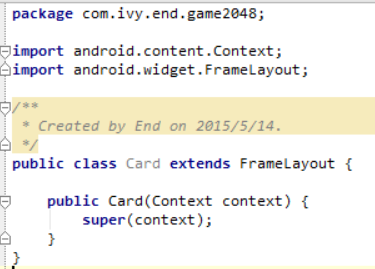 package com.ivy.end.game2048;
import android.content.Context;
import android.widget.FrameLayout;
/**
* Created by End on 2015/5/14.
*/
public class Card extends FrameLayout {
public Card(Context context) {
super(context);
}
}